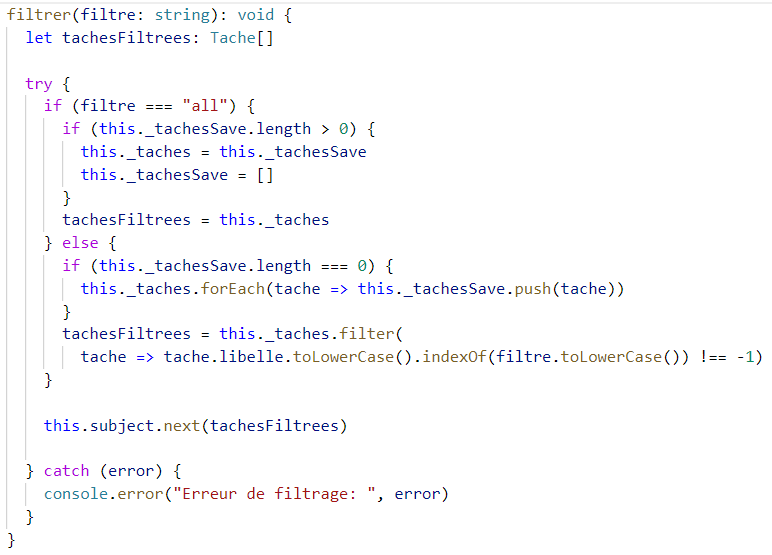 filtrer(filtre: string): void {
let tachesFiltrees: Tache[]
try {
if (filtre === "all") {
if (this._tachesSave.length > 0) {
this._taches = this._tachesSave
this._tachesSave = []
}
tachesFiltrees = this._taches
} else {
if (this._tachesSave.length === 0) {
this._taches.forEach(tache => this._tachesSave.push(tache))
}
tachesFiltrees = this._taches.filter(
tache => tache.libelle.toLowerCase().indexOf(filtre.toLowerCase()) !== -1)
}
this.subject.next(tachesFiltrees)
} catch (error) {
console.error("Erreur de filtrage: ", error)
}
}